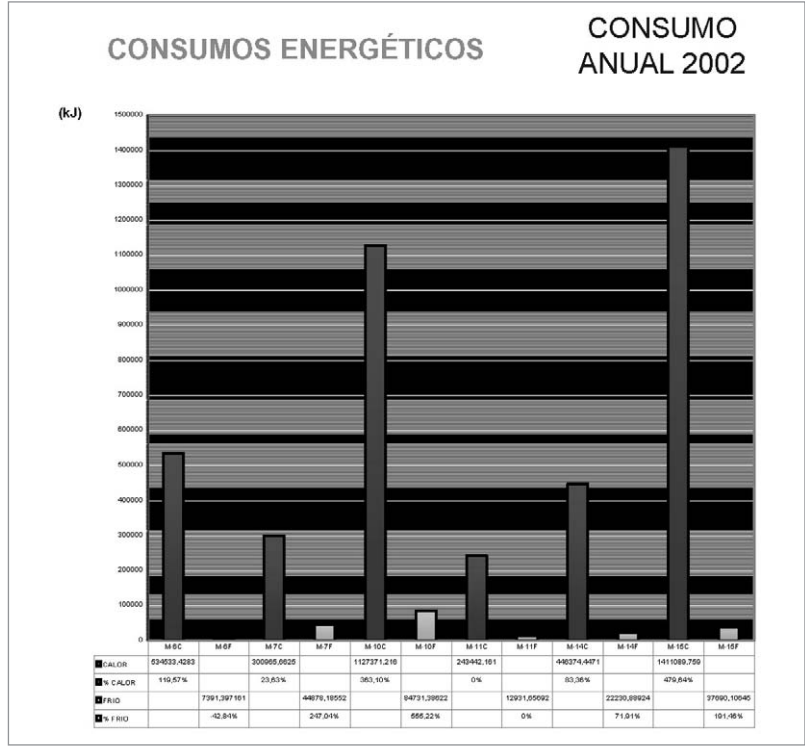 CONSUMOS ENERGÉTICOS
CONSUMO
ANUAL 2002
(kJ)
1500000
1400000
1300000
1200000
1100000
1000000
900000
800000
700000
600000
500000
400000
300000
200000
100000
0
M-6C M-6F M-7C M-7F M-10C M-10F M-11C M-11F M-14C M-14F M-15C M-15F
CALOR 534533,4283 300965,6625 1127371,216 243442,161 446374,4471 1411089,759
% CALOR 119,57% 23,63% 363,10% 0% 83,36% 479,64%
FRIO 7391,397161 44878,18552 84731,38622 12931,65692 22230,88924 37690,10645
% FRIO -42,84% 247,04% 555,22% 0% 71,91% 191,46%